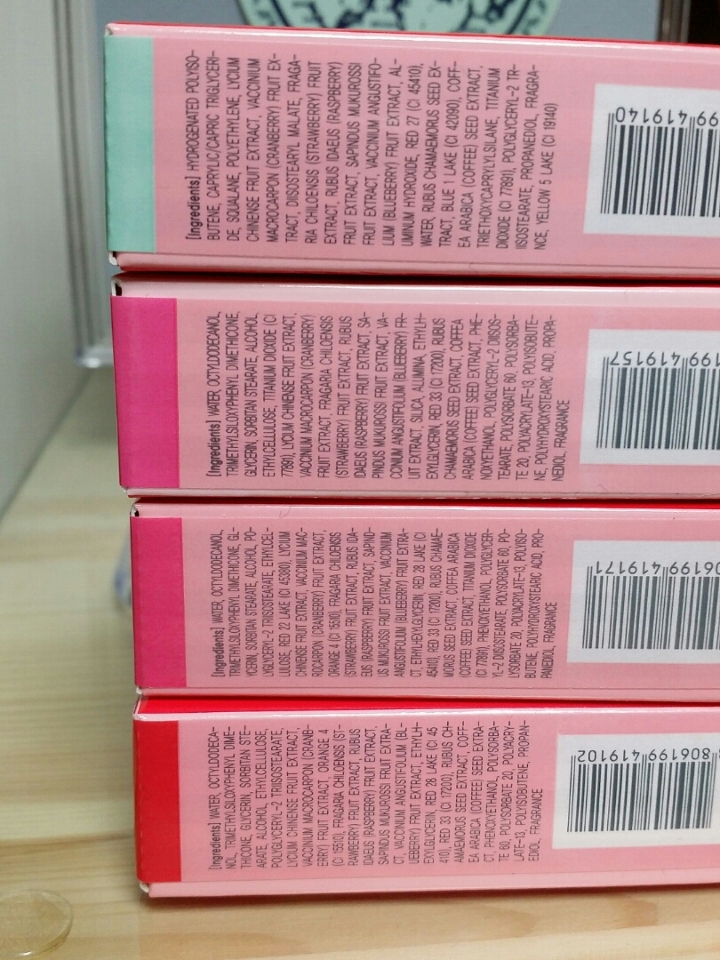 [Ingredients] HYDROGENATED POLYISO-
BUTENE, CAPRYLIC/CAPRIC TRIGLYCERI-
DE, SQUALANE, POLYETHYLENE, LYCIUM
CHINENSE FRUIT EXTRACT, VACCINIUM
MACROCARPON (CRANBERRY) FRUIT EX-
TRACT, DIISOSTEARYL MALATE, FRAGA-
RIA CHILOENSIS (STRAWBERRY) FRUIT
EXTRACT, RUBUS IDAEUS (RASPBERRY)
FRUIT EXTRACT, SAPINDUS MUKUROSSI
FRUIT EXTRACT, VACCINIUM ANGUSTIFO-
LIUM (BLUEBERRY) FRUIT EXTRACT, AL-
UMINUM HYDROXIDE, RED 27 (CI 45410),
WATER, RUBUS CHAMAEMORUS SEED EX-
TRACT, BLUE 1 LAKE (CI 42090), COFF-
EA ARABICA (COFFEE) SEED EXTRACT,
TRIETHOXYCAPRYLYLSILANE, TITANIUM
DIOXIDE (CI 77891), POLYGLYCERYL-2 TR-
IISOSTEARATE, PROPANEDIOL, FRAGRA-
NCE, YELLOW 5 LAKE (CI 19140)
199 419140
[Ingredients] WATER, OCTYLDODECANOL,
TRIMETHYLSILOXYPHENYL DIMETHICONE,
GLYCERIN, SORBITAN STEARATE, ALCOHOL
ETHYLCELLULOSE, TITANIUM DIOXIDE (CI
77891), LYCIUM CHINENSE FRUIT EXTRACT,
VACCINIUM MACROCARPON (CRANBERRY)
FRUIT EXTRACT, FRAGARIA CHILOENSIS
(STRAWBERRY) FRUIT EXTRACT, RUBUS
IDAEUS (RASPBERRY) FRUIT EXTRACT, SA-
PINDUS MUKUROSSI FRUIT EXTRACT, VA-
CCINIUM ANGUSTIFOLIUM (BLUEBERRY) FR-
UIT EXTRACT, SILICA, ALUMINA, ETHYLH-
EXYLGLYCERIN, RED 33 (CI 17200), RUBUS
CHAMAEMORUS SEED EXTRACT, COFFEA
ARABICA (COFFEE) SEED EXTRACT, PHE-
NOXYETHANOL, POLYGLYCERYL-2 DIISOS-
TEARATE, POLYSORBATE 60, POLYSORBA-
TE 20, POLYACRYLATE-13, POLYISOBUTE-
NE, POLYHYDROXYSTEARIC ACID, PROPA-
NEDIOL, FRAGRANCE
199 419157
[Ingredients] WATER, OCTYLDODECANOL,
TRIMETHYLSILOXYPHENYL DIMETHICONE, GL-
YCERIN, SORBITAN STEARATE, ALCOHOL, PO-
LYGLYCERYL-2 TRIISOSTEARATE, ETHYLCEL-
LULOSE, RED 22 LAKE (CI 45380), LYCIUM
CHINENSE FRUIT EXTRACT, VACCINIUM MAC-
ROCARPON (CRANBERRY) FRUIT EXTRACT,
ORANGE 4 (CI 15510), FRAGARIA CHILOENSIS
(STRAWBERRY) FRUIT EXTRACT, RUBUS IDA-
EUS (RASPBERRY) FRUIT EXTRACT, SAPIND-
US MUKUROSSI FRUIT EXTRACT, VACCINIUM
ANGUSTIFOLIUM (BLUEBERRY) FRUIT EXTRA-
CT, ETHYLHEXYLGLYCERIN, RED 28 LAKE (CI
45410), RED 33 (CI 17200), RUBUS CHAMAE-
MORUS SEED EXTRACT, COFFEA ARABICA
(COFFEE) SEED EXTRACT, TITANIUM DIOXIDE
(CI 77891), PHENOXYETHANOL, POLYGLYCER-
YL-2 DIISOSTEARATE, POLYSORBATE 60, PO-
LYSORBATE 20, POLYACRYLATE-13, POLYISO-
BUTENE, POLYHYDROXYSTEARIC ACID, PRO-
PANEDIOL, FRAGRANCE
06199 419171
[Ingredients] WATER, OCTYLDODECA-
NOL, TRIMETHYLSILOXYPHENYL DIME-
THICONE, GLYCERIN, SORBITAN STE-
ARATE, ALCOHOL, ETHYLCELLULOSE,
POLYGLYCERYL-2 TRIISOSTEARATE,
LYCIUM CHINENSE FRUIT EXTRACT,
VACCINIUM MACROCARPON (CRANB-
ERRY) FRUIT EXTRACT, ORANGE 4
(CI 15510), FRAGARIA CHILOENSIS (ST-
RAWBERRY) FRUIT EXTRACT, RUBUS
IDAEUS (RASPBERRY) FRUIT EXTRACT,
SAPINDUS MUKUROSSI FRUIT EXTRA-
CT, VACCINIUM ANGUSTIFOLIUM (BL-
UEBERRY) FRUIT EXTRACT, ETHYLH-
EXYLGLYCERIN, RED 28 LAKE (CI 45
410), RED 33 (CI 17200), RUBUS CH-
AMAEMORUS SEED EXTRACT, COFF-
EA ARABICA (COFFEE) SEED EXTRA-
CT, PHENOXYETHANOL, POLYSORBA-
TE 60, POLYSORBATE 20, POLYACRY-
LATE-13, POLYISOBUTENE, PROPAN-
EDIOL, FRAGRANCE
806199 419102